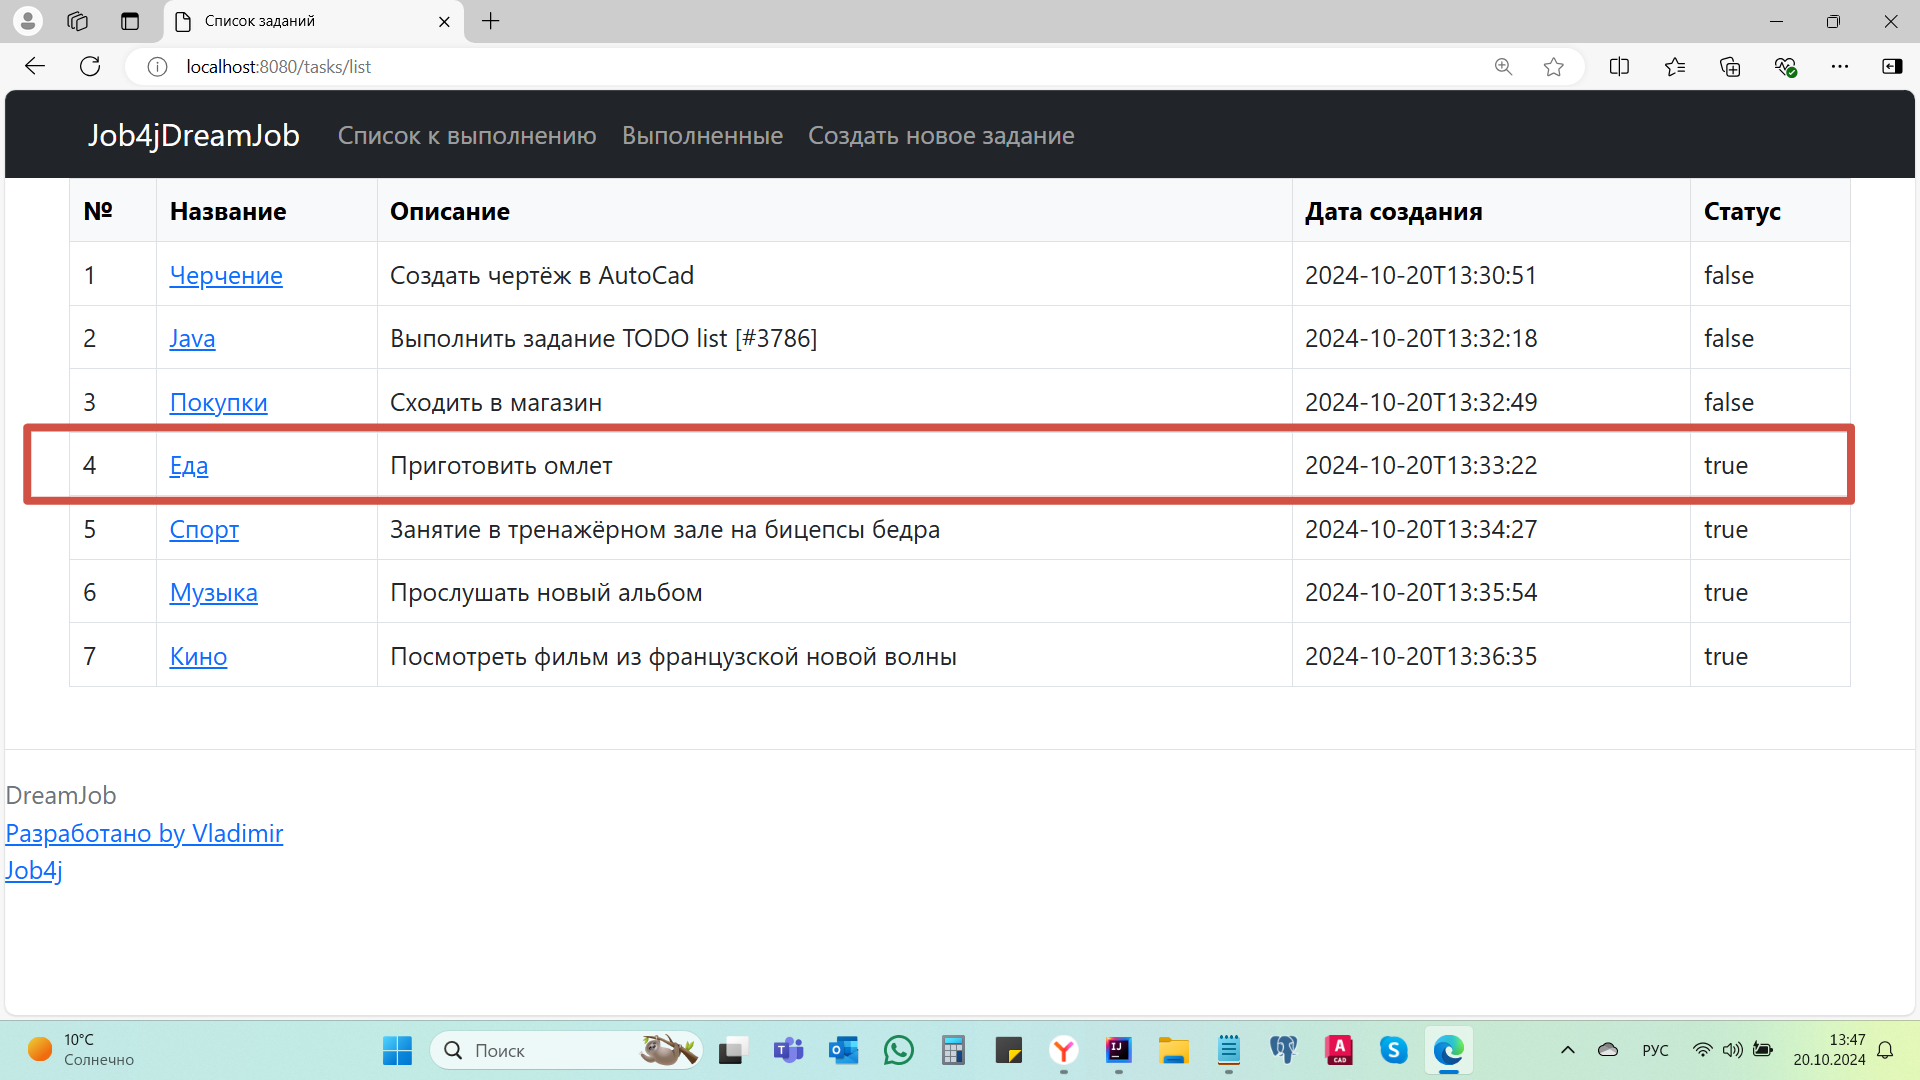 Список заданий
localhost:8080/tasks/list
Job4jDreamJob Список к выполнению Выполненные Создать новое задание
№ Название Описание Дата создания Статус
1 Черчение Создать чертёж в AutoCad 2024-10-20T13:30:51 false
2 Java Выполнить задание TODO list [#3786] 2024-10-20T13:32:18 false
3 Покупки Сходить в магазин 2024-10-20T13:32:49 false
4 Еда Приготовить омлет 2024-10-20T13:33:22 true
5 Спорт Занятие в тренажёрном зале на бицепсы бедра 2024-10-20T13:34:27 true
6 Музыка Прослушать новый альбом 2024-10-20T13:35:54 true
7 Кино Посмотреть фильм из французской новой волны 2024-10-20T13:36:35 true
DreamJob
Разработано by Vladimir
Job4j
10°C
Солнечно
Поиск
РУС
13:47
20.10.2024